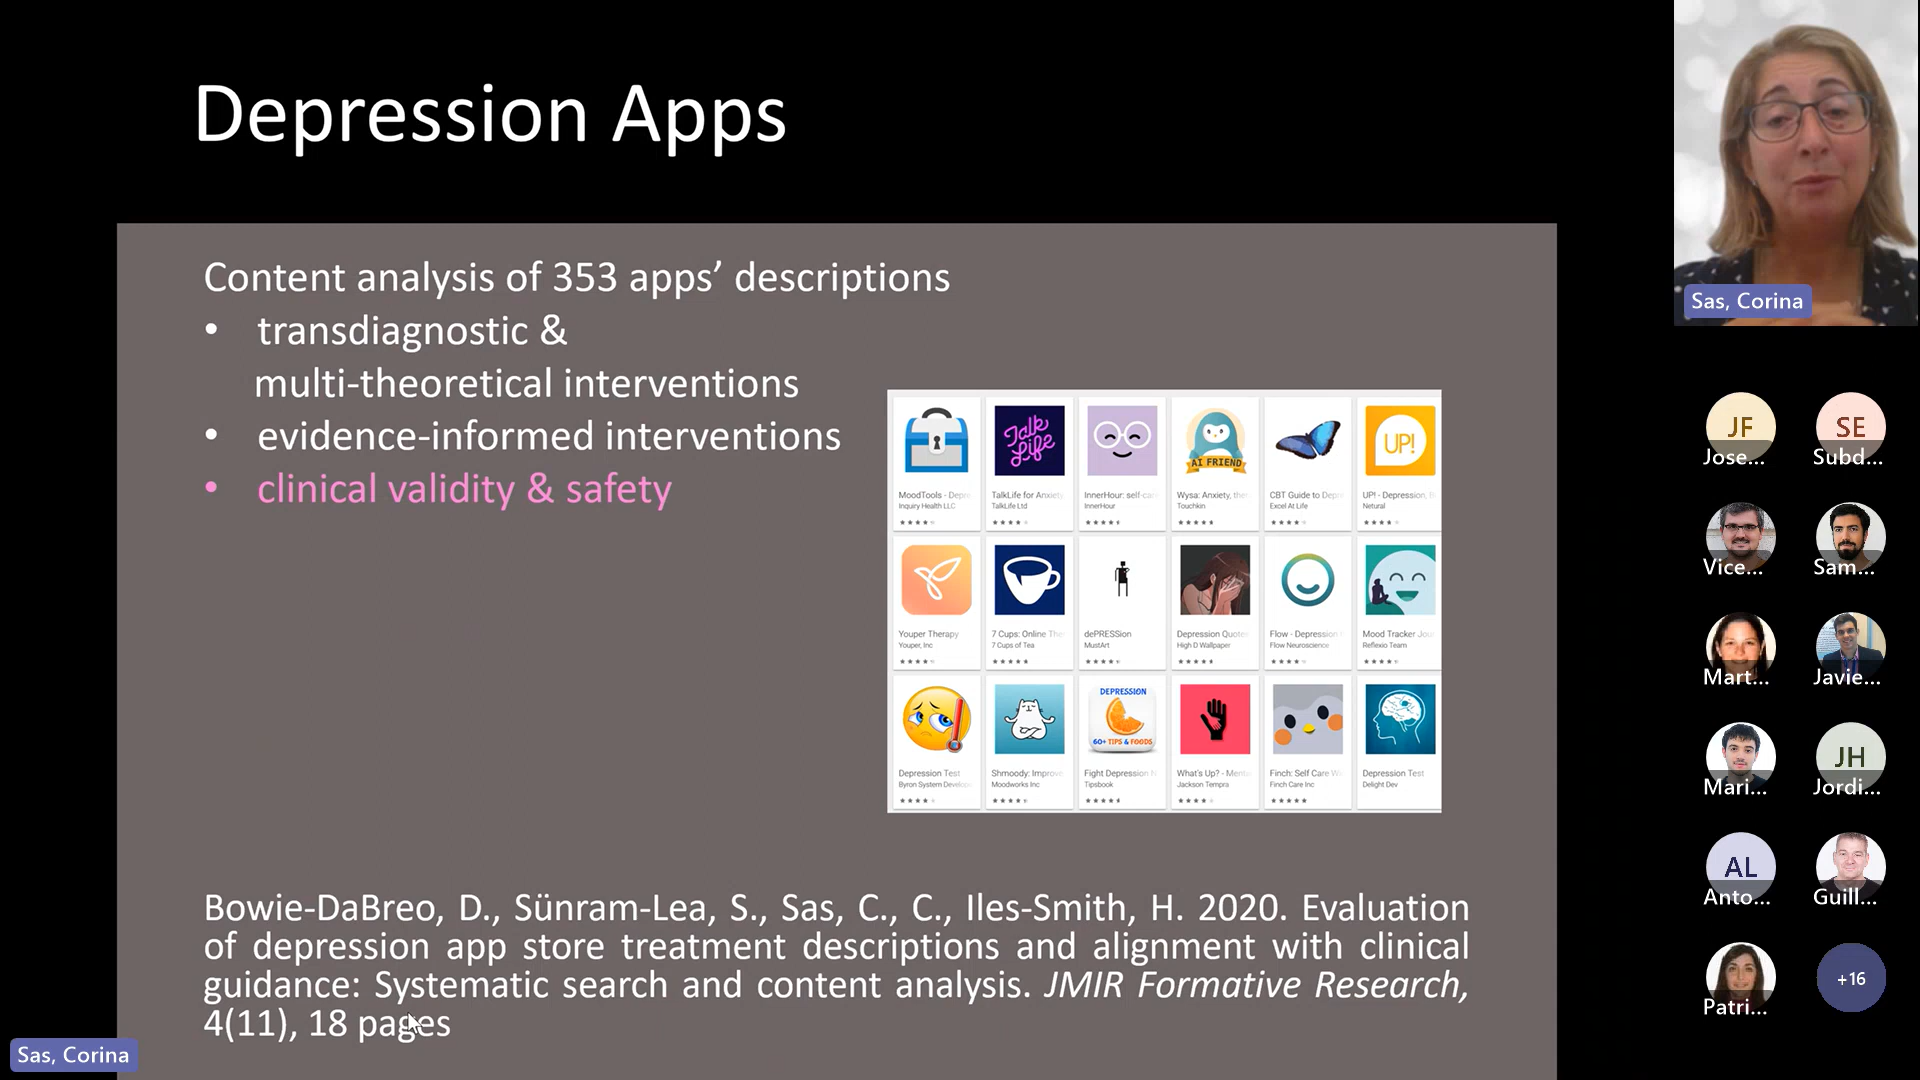 Depression Apps
Content analysis of 353 apps’ descriptions
• transdiagnostic &
multi-theoretical interventions
• evidence-informed interventions
• clinical validity & safety
Talk Life
AI FRIEND
UP!
MoodTools - Depre
Inquiry Health LLC
TalkLife for Anxiety
TalkLife Ltd
InnerHour: self-car
InnerHour
Wysa: Anxiety, the
Touchkin
CBT Guide to Depr
Excel At Life
UP! - Depression, B
Netural
Youper Therapy
Youper, Inc
7 Cups: Online The
7 Cups of Tea
dePRESSion
MustArt
Depression Quotes
High D Wallpaper
Flow - Depression
Flow Neuroscience
Mood Tracker Jou
Reflexio Team
DEPRESSION
60+ TIPS & FOODS
Depression Test
Byron System Develo
Shmoody: Improve
Moodworks Inc
Fight Depression N
Tipsbook
What's Up? - Menta
Jackson Tempra
Finch: Self Care Wi
Finch Care Inc
Depression Test
Delight Dev
Bowie-DaBreo, D., Sünram-Lea, S., Sas, C., C., Iles-Smith, H. 2020. Evaluation
of depression app store treatment descriptions and alignment with clinical
guidance: Systematic search and content analysis. JMIR Formative Research,
4(11), 18 pages
Sas, Corina
Sas, Corina
JF
Jose...
SE
Subd...
Vice...
Sam...
Mart...
Javie...
Mari...
JH
Jordi...
AL
Anto...
Guill...
Patri...
+16